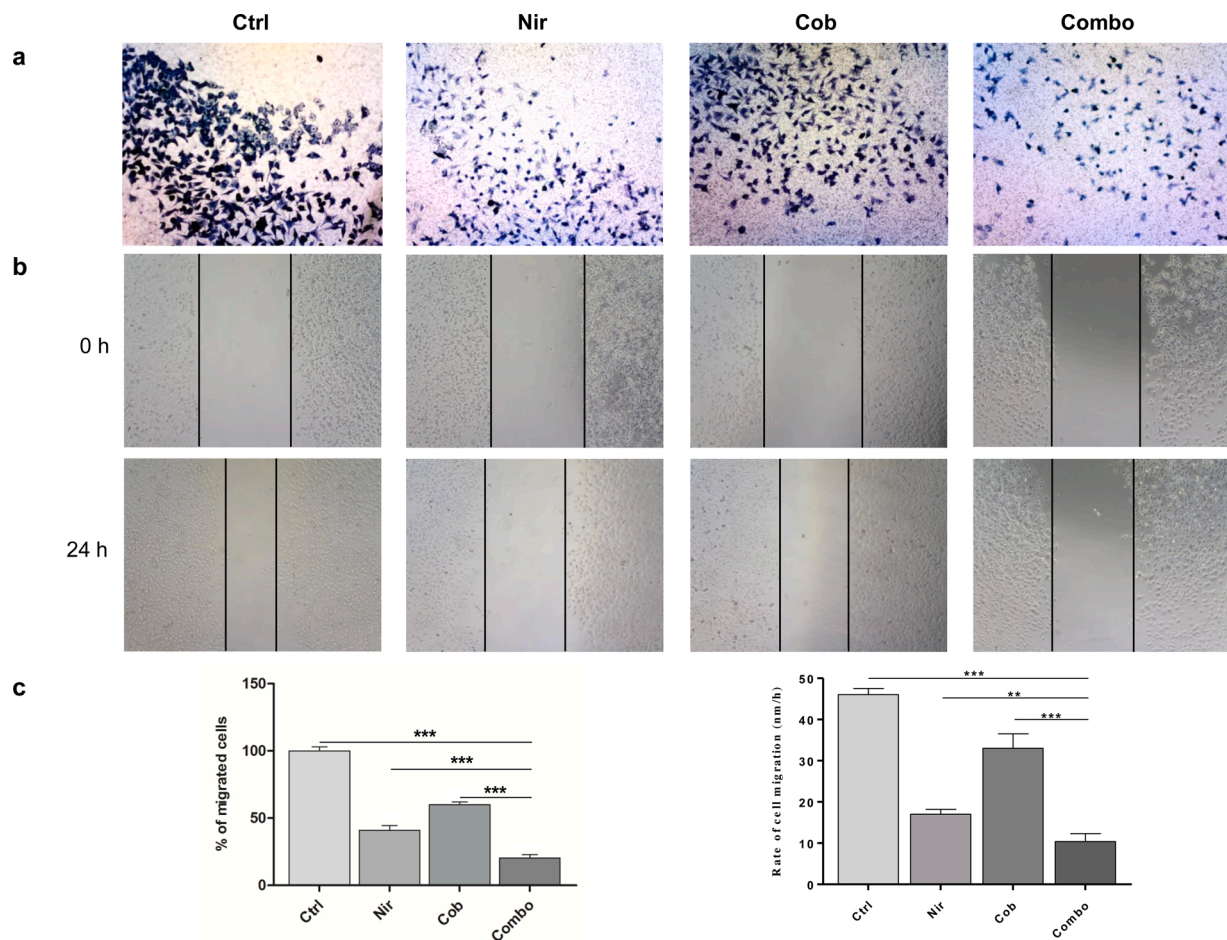 Ctrl Nir Cob Combo
a
b
0 h
24 h
c
% of migrated cells
150
100
50
0
***
***
***
Ctrl Nir Cob Combo
Rate of cell migration (nm/h)
50
40
30
20
10
0
***
**
***
Ctrl Nir Cob Combo